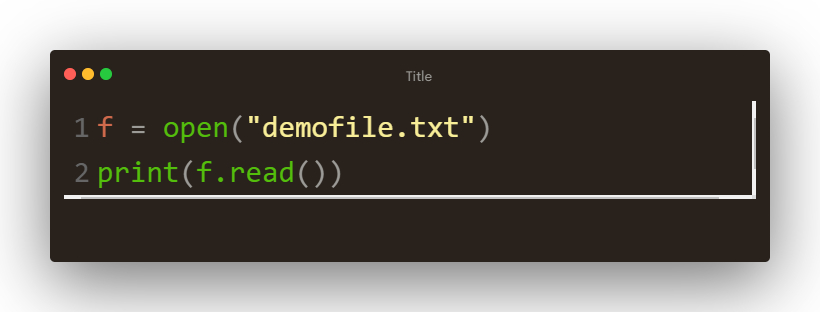 Title
1 f = open("demofile.txt")
2 print(f.read())